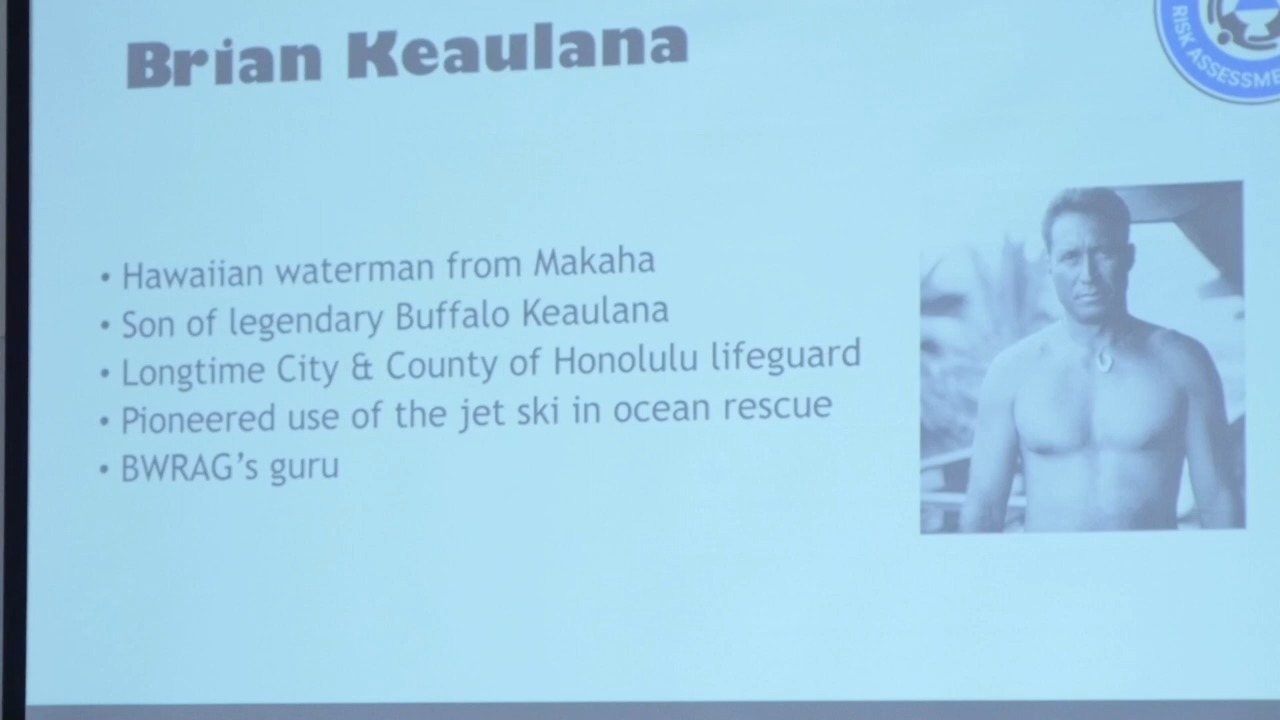 Brian Keaulana
RISK ASSESSME
• Hawaiian waterman from Makaha
• Son of legendary Buffalo Keaulana
• Longtime City & County of Honolulu lifeguard
• Pioneered use of the jet ski in ocean rescue
• BWRAG’s guru